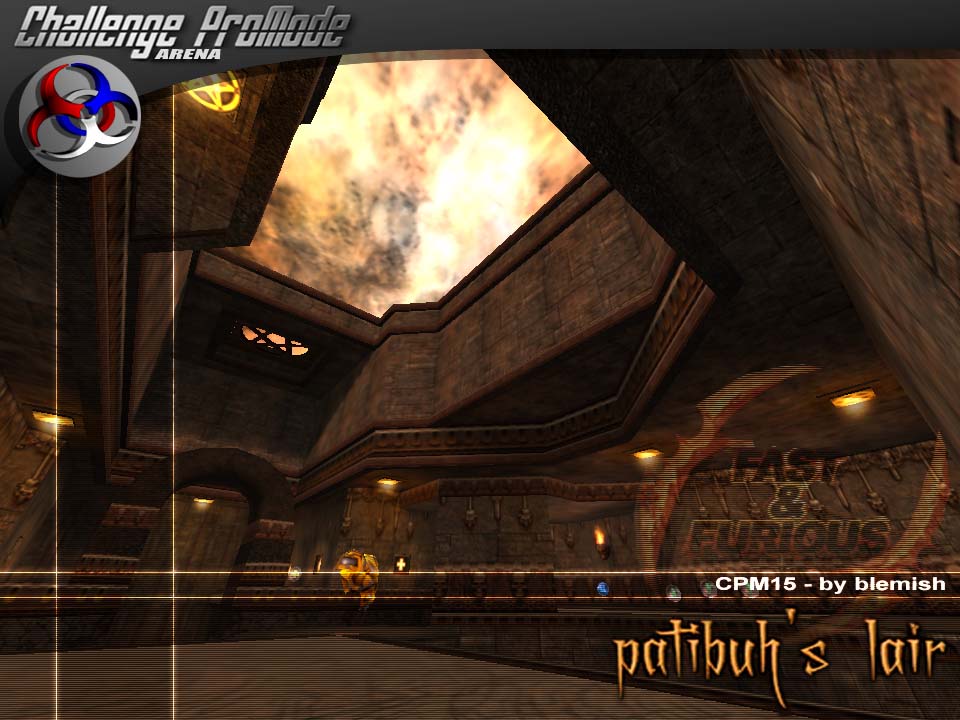 Challenge ProMode
ARENA
FAST
&
FURIOUS
CPM15 - by blemish
patibuh's lair